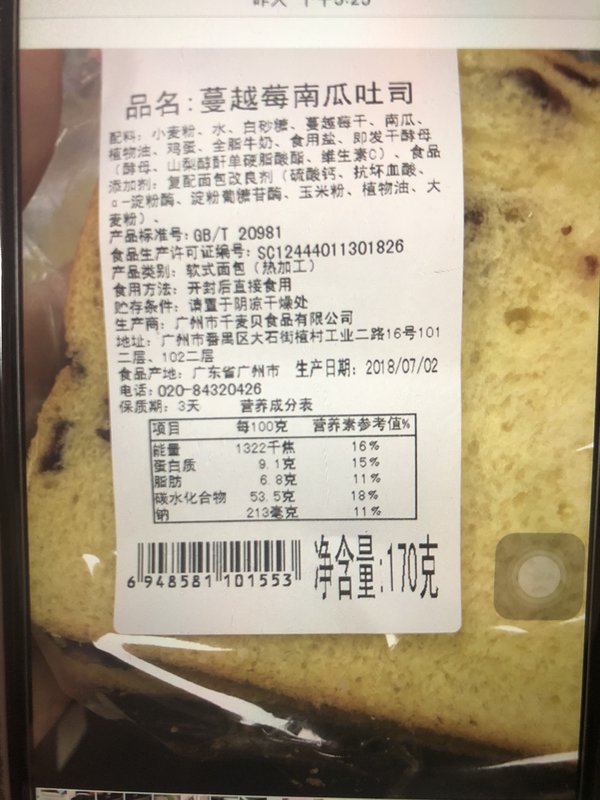 品名:蔓越莓南瓜吐司
配料: 小麦粉、水、白砂糖、蔓越莓干、南瓜、
植物油、鸡蛋、全脂牛奶、食用盐、即发干酵母
(酵母、山梨醇酐单硬脂酸酯、维生素C)、食品
添加剂: 复配面包改良剂(硫酸钙、抗坏血酸、
α-淀粉酶、淀粉葡糖苷酶、玉米粉、植物油、大
麦粉)、
产品标准号: GB/T 20981
食品生产许可证编号: SC12444011301826
产品类别: 软式面包(热加工)
食用方法: 开封后直接食用
贮存条件: 请置于阴凉干燥处
生产商: 广州市千麦贝食品有限公司
地址: 广州市番禺区大石街植村工业二路16号101
二层、102二层
食品产地: 广东省广州市 生产日期: 2018/07/02
电话: 020-84320426
保质期: 3天 营养成分表
项目 每100克 营养素参考值%
能量 1322千焦 16%
蛋白质 9.1克 15%
脂肪 6.8克 11%
碳水化合物 53.5克 18%
钠 213毫克 11%
6 948581 101553 净含量:170克